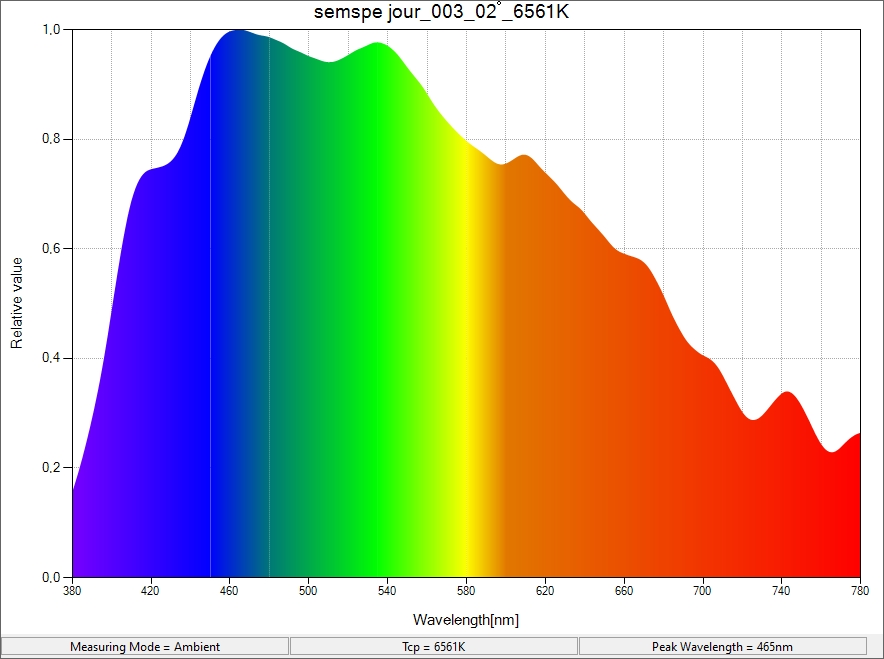 semspe jour_003_02°_6561K
1,0
0,8
0,6
0,4
0,2
0,0
Relative value
380 420 460 500 540 580 620 660 700 740 780
Wavelength[nm]
Measuring Mode = Ambient Tcp = 6561K Peak Wavelength = 465nm